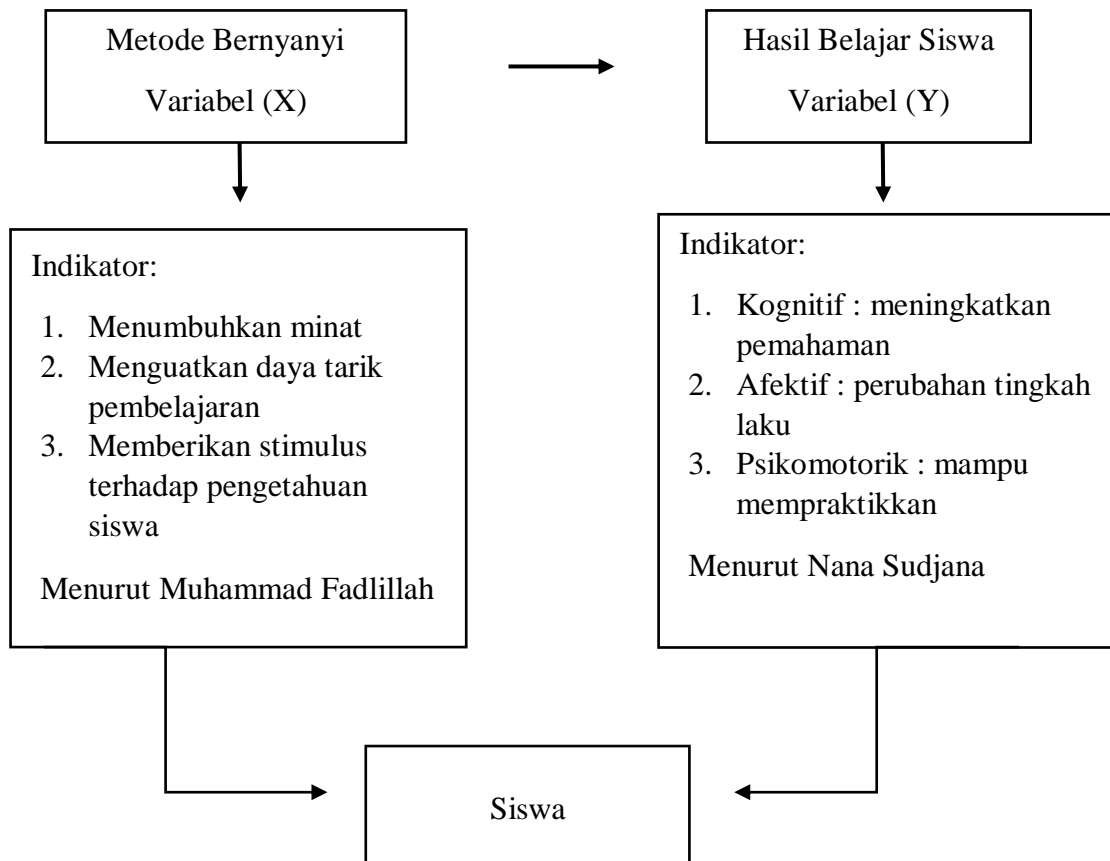 Metode Bernyanyi
Variabel (X)
Hasil Belajar Siswa
Variabel (Y)
Indikator:
1. Menumbuhkan minat
2. Menguatkan daya tarik
pembelajaran
3. Memberikan stimulus
terhadap pengetahuan
siswa
Menurut Muhammad Fadlillah
Indikator:
1. Kognitif : meningkatkan
pemahaman
2. Afektif : perubahan tingkah
laku
3. Psikomotorik : mampu
mempraktikkan
Menurut Nana Sudjana
Siswa